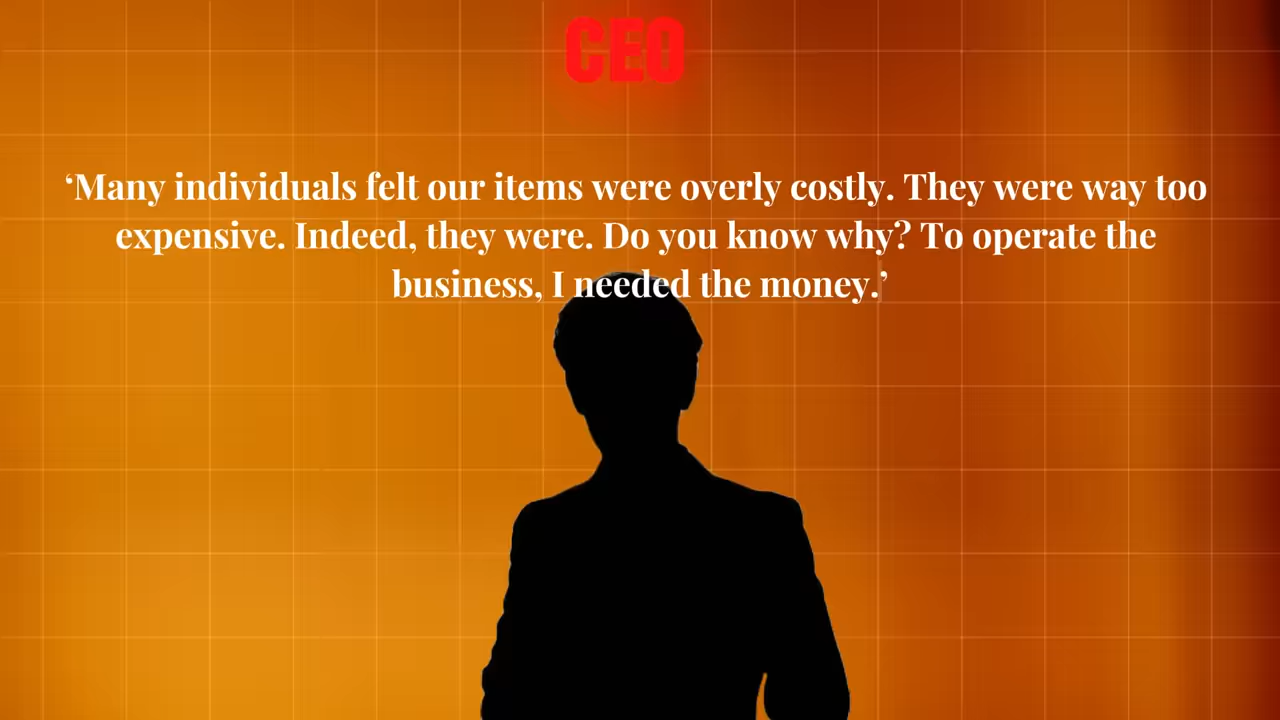 CEO
‘Many individuals felt our items were overly costly. They were way too
expensive. Indeed, they were. Do you know why? To operate the
business, I needed the money.’